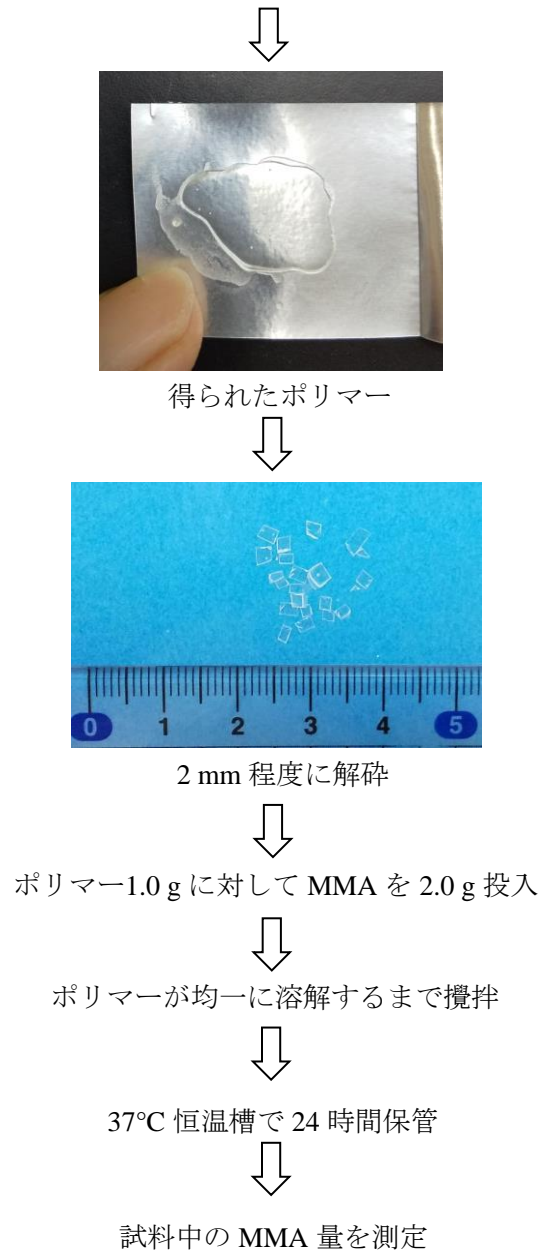 得られたポリマー
0 1 2 3 4 5
2 mm 程度に解砕
ポリマー1.0 g に対して MMA を 2.0 g 投入
ポリマーが均一に溶解するまで攪拌
37°C 恒温槽で 24 時間保管
試料中の MMA 量を測定